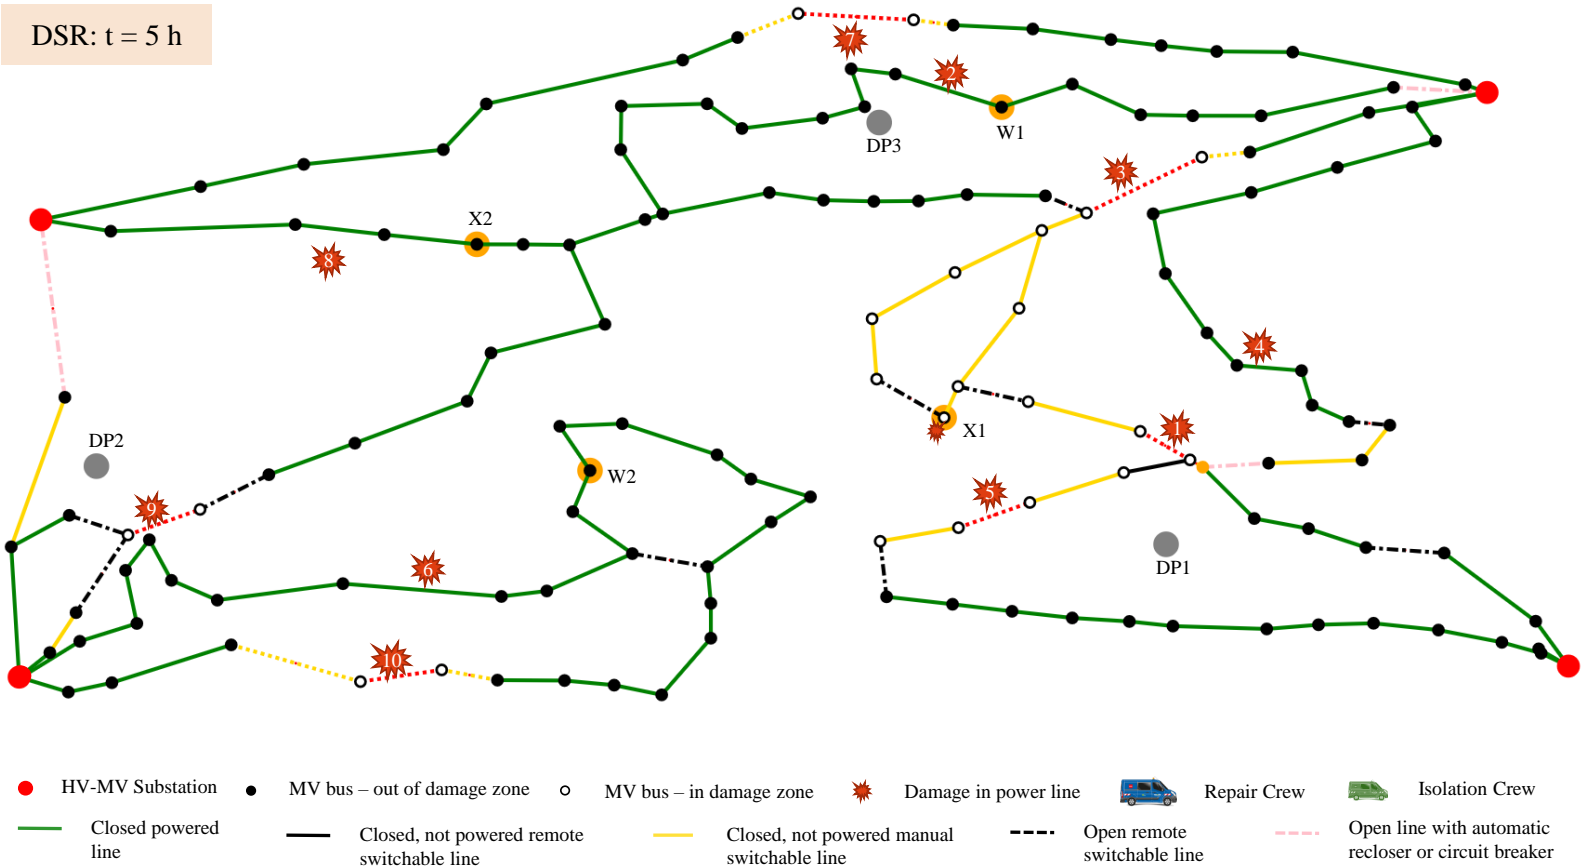 DSR: t = 5 h
7
2
W1
DP3
3
X2
8
4
DP2
X1
1
W2
5
9
DP1
6
10
HV-MV Substation
MV bus – out of damage zone
MV bus – in damage zone
Damage in power line
Repair Crew
Isolation Crew
Closed powered
line
Closed, not powered remote
switchable line
Closed, not powered manual
switchable line
Open remote
switchable line
Open line with automatic
recloser or circuit breaker